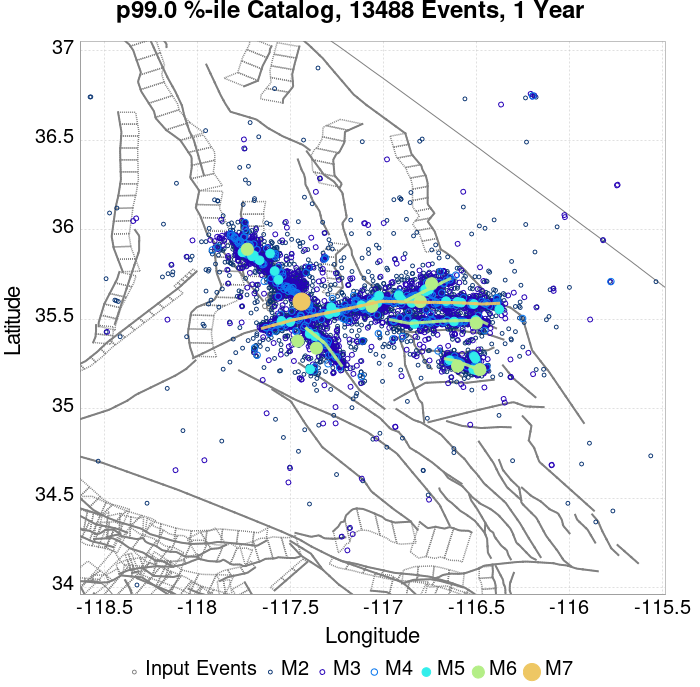 p99.0 %-ile Catalog, 13488 Events, 1 Year
37
36.5
36
35.5
35
34.5
34
Latitude
-118.5 -118 -117.5 -117 -116.5 -116 -115.5
Longitude
Input Events M2 M3 M4 M5 M6 M7